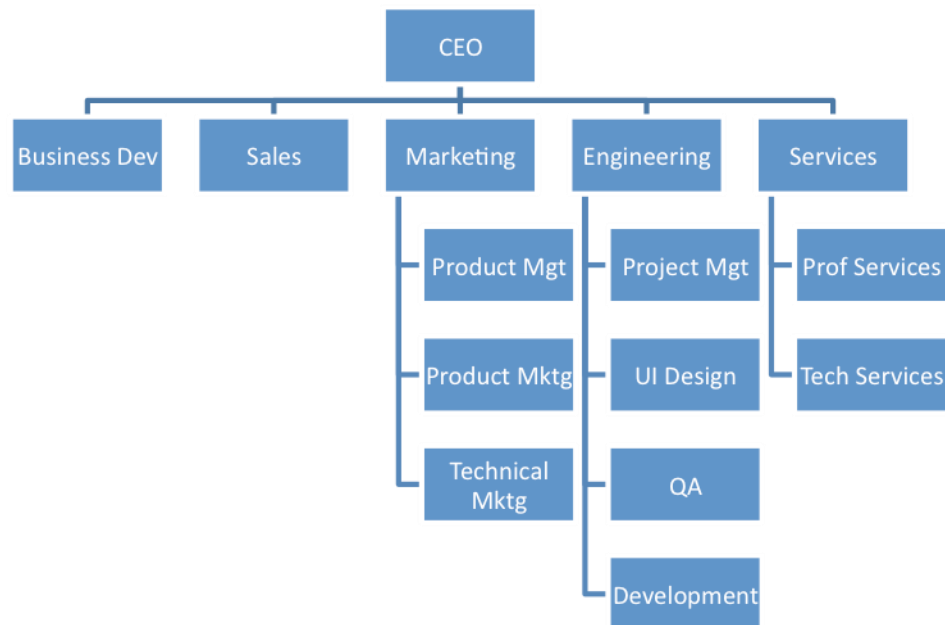 CEO
Business Dev
Sales
Marketing
Engineering
Services
Product Mgt
Project Mgt
Prof Services
Product Mktg
UI Design
Tech Services
Technical
Mktg
QA
Development